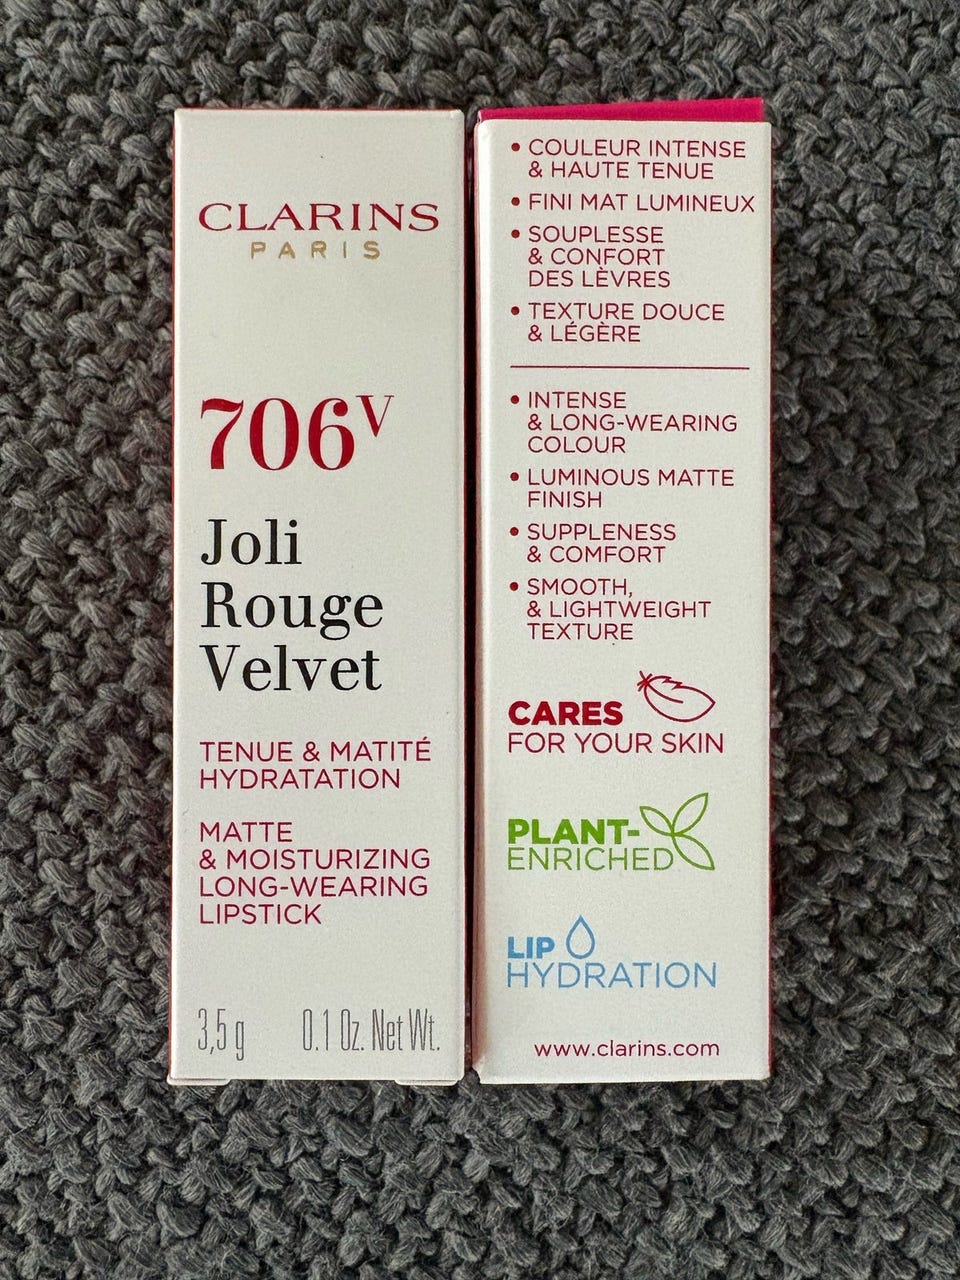 CLARINS
PARIS
706V
Joli
Rouge
Velvet
TENUE & MATITÉ
HYDRATATION
MATTE
& MOISTURIZING
LONG-WEARING
LIPSTICK
3,5 g 0.1 Oz. Net Wt.
• COULEUR INTENSE
& HAUTE TENUE
• FINI MAT LUMINEUX
• SOUPLESSE
& CONFORT
DES LÈVRES
• TEXTURE DOUCE
& LÉGÈRE
• INTENSE
& LONG-WEARING
COLOUR
• LUMINOUS MATTE
FINISH
• SUPPLENESS
& COMFORT
• SMOOTH,
& LIGHTWEIGHT
TEXTURE
CARES
FOR YOUR SKIN
PLANT-
ENRICHED
LIP
HYDRATION
www.clarins.com